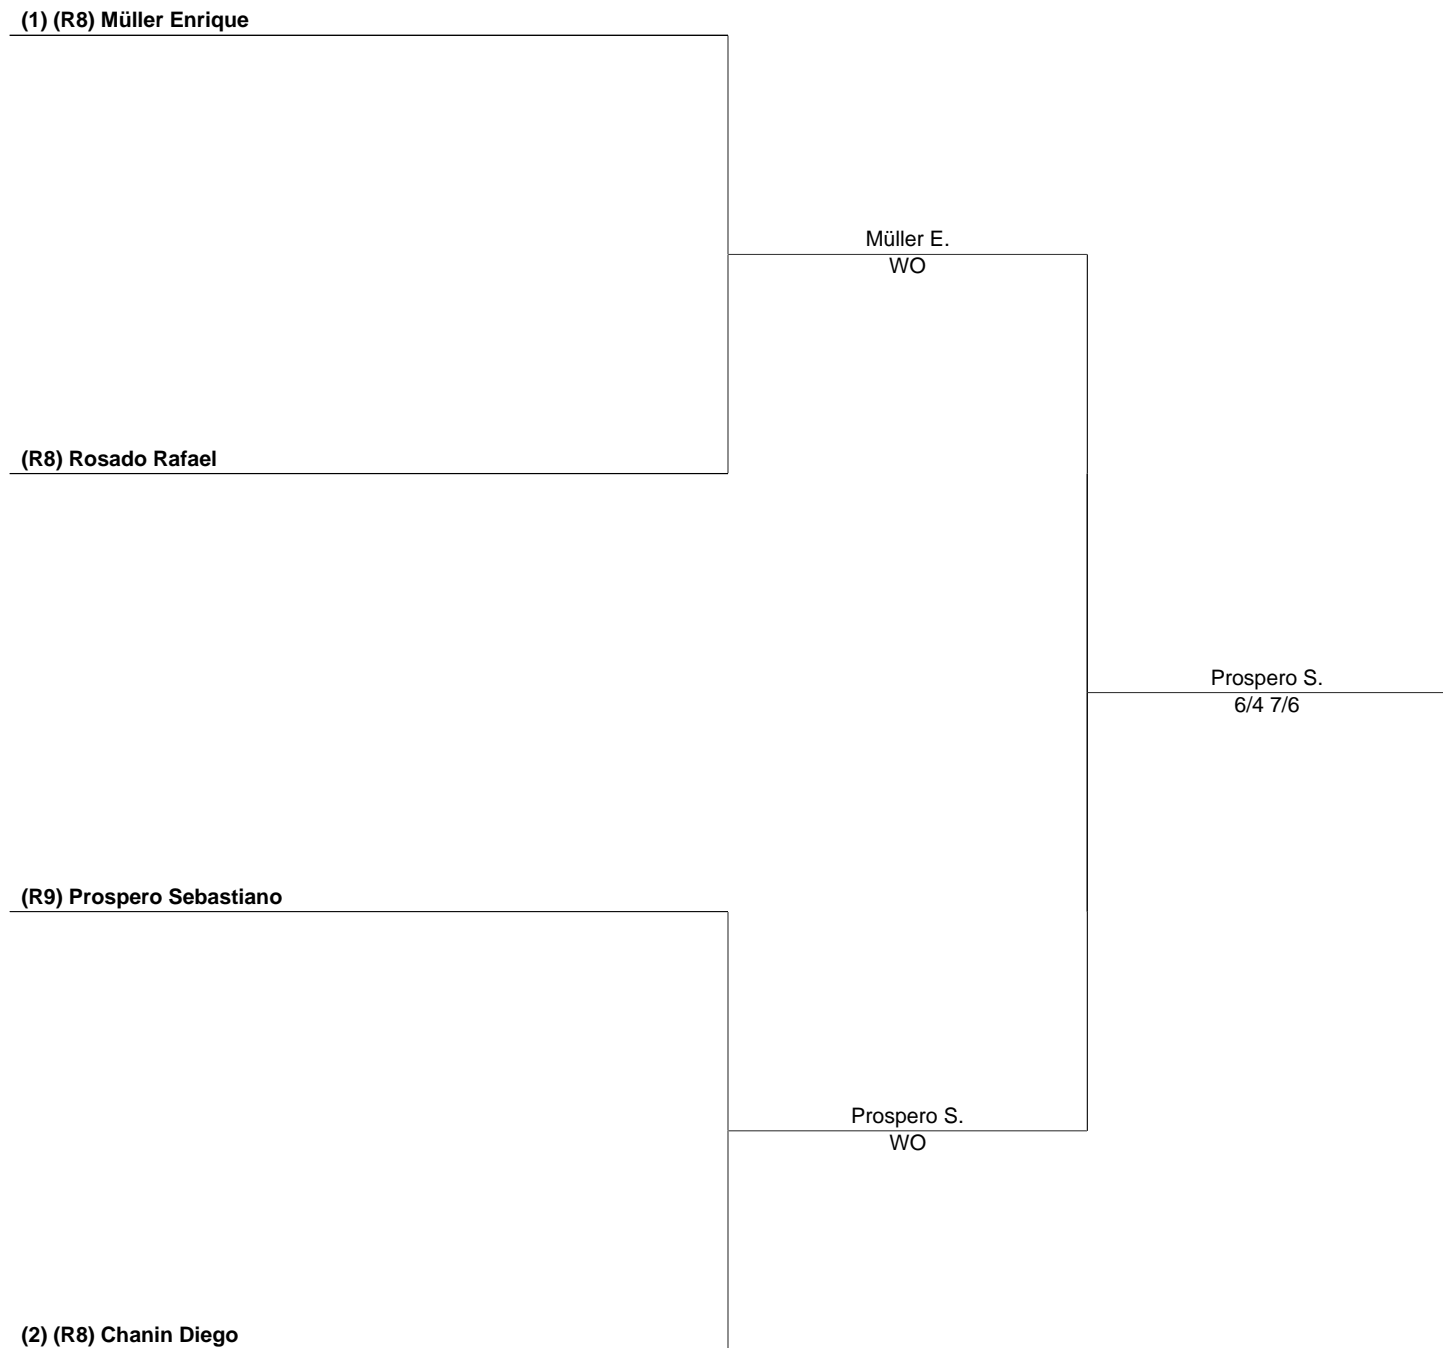 (1) (R8) Müller Enrique
Müller E.
WO
(R8) Rosado Rafael
Prospero S.
6/4 7/6
(R9) Prospero Sebastiano
Prospero S.
WO
(2) (R8) Chanin Diego